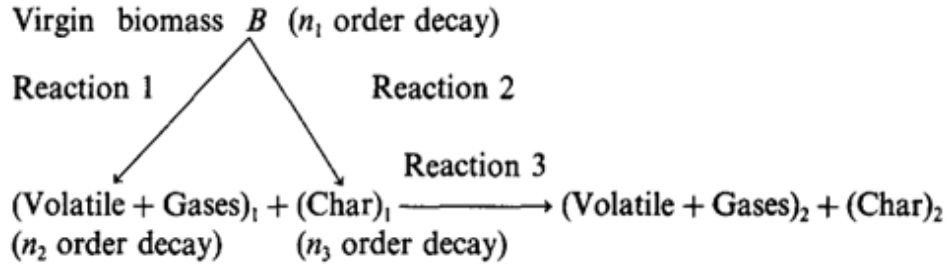 Virgin biomass B (n₁ order decay)
Reaction 1 Reaction 2
Reaction 3
(Volatile + Gases)₁ + (Char)₁ (Volatile + Gases)₂ + (Char)₂
(n₂ order decay) (n₃ order decay)